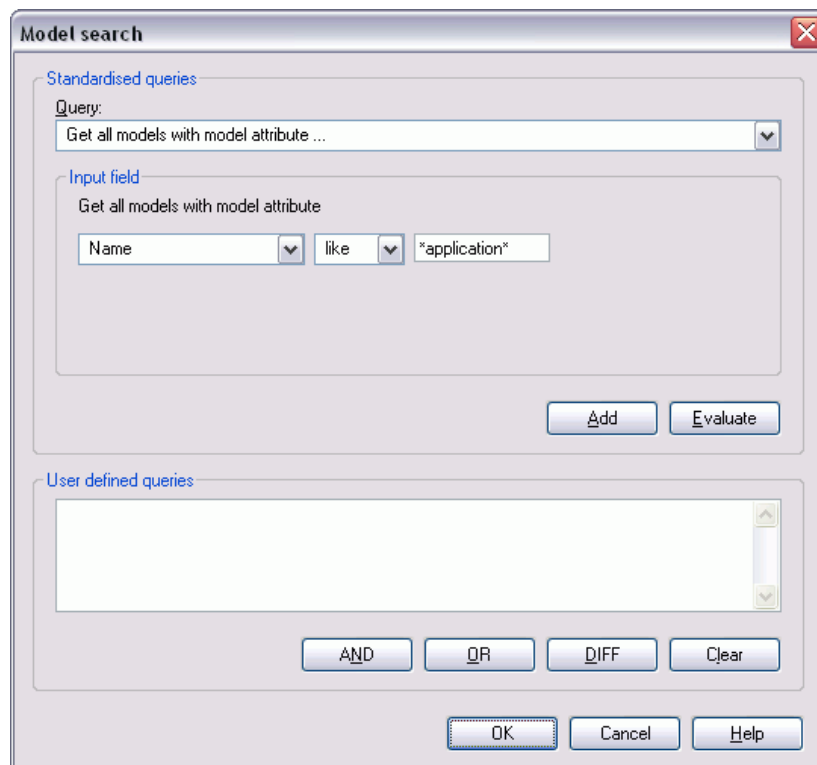 Model search
Standardised queries
Query:
Get all models with model attribute ...
Input field
Get all models with model attribute
Name like *application*
Add Evaluate
User defined queries
AND OR DIFF Clear
OK Cancel Help